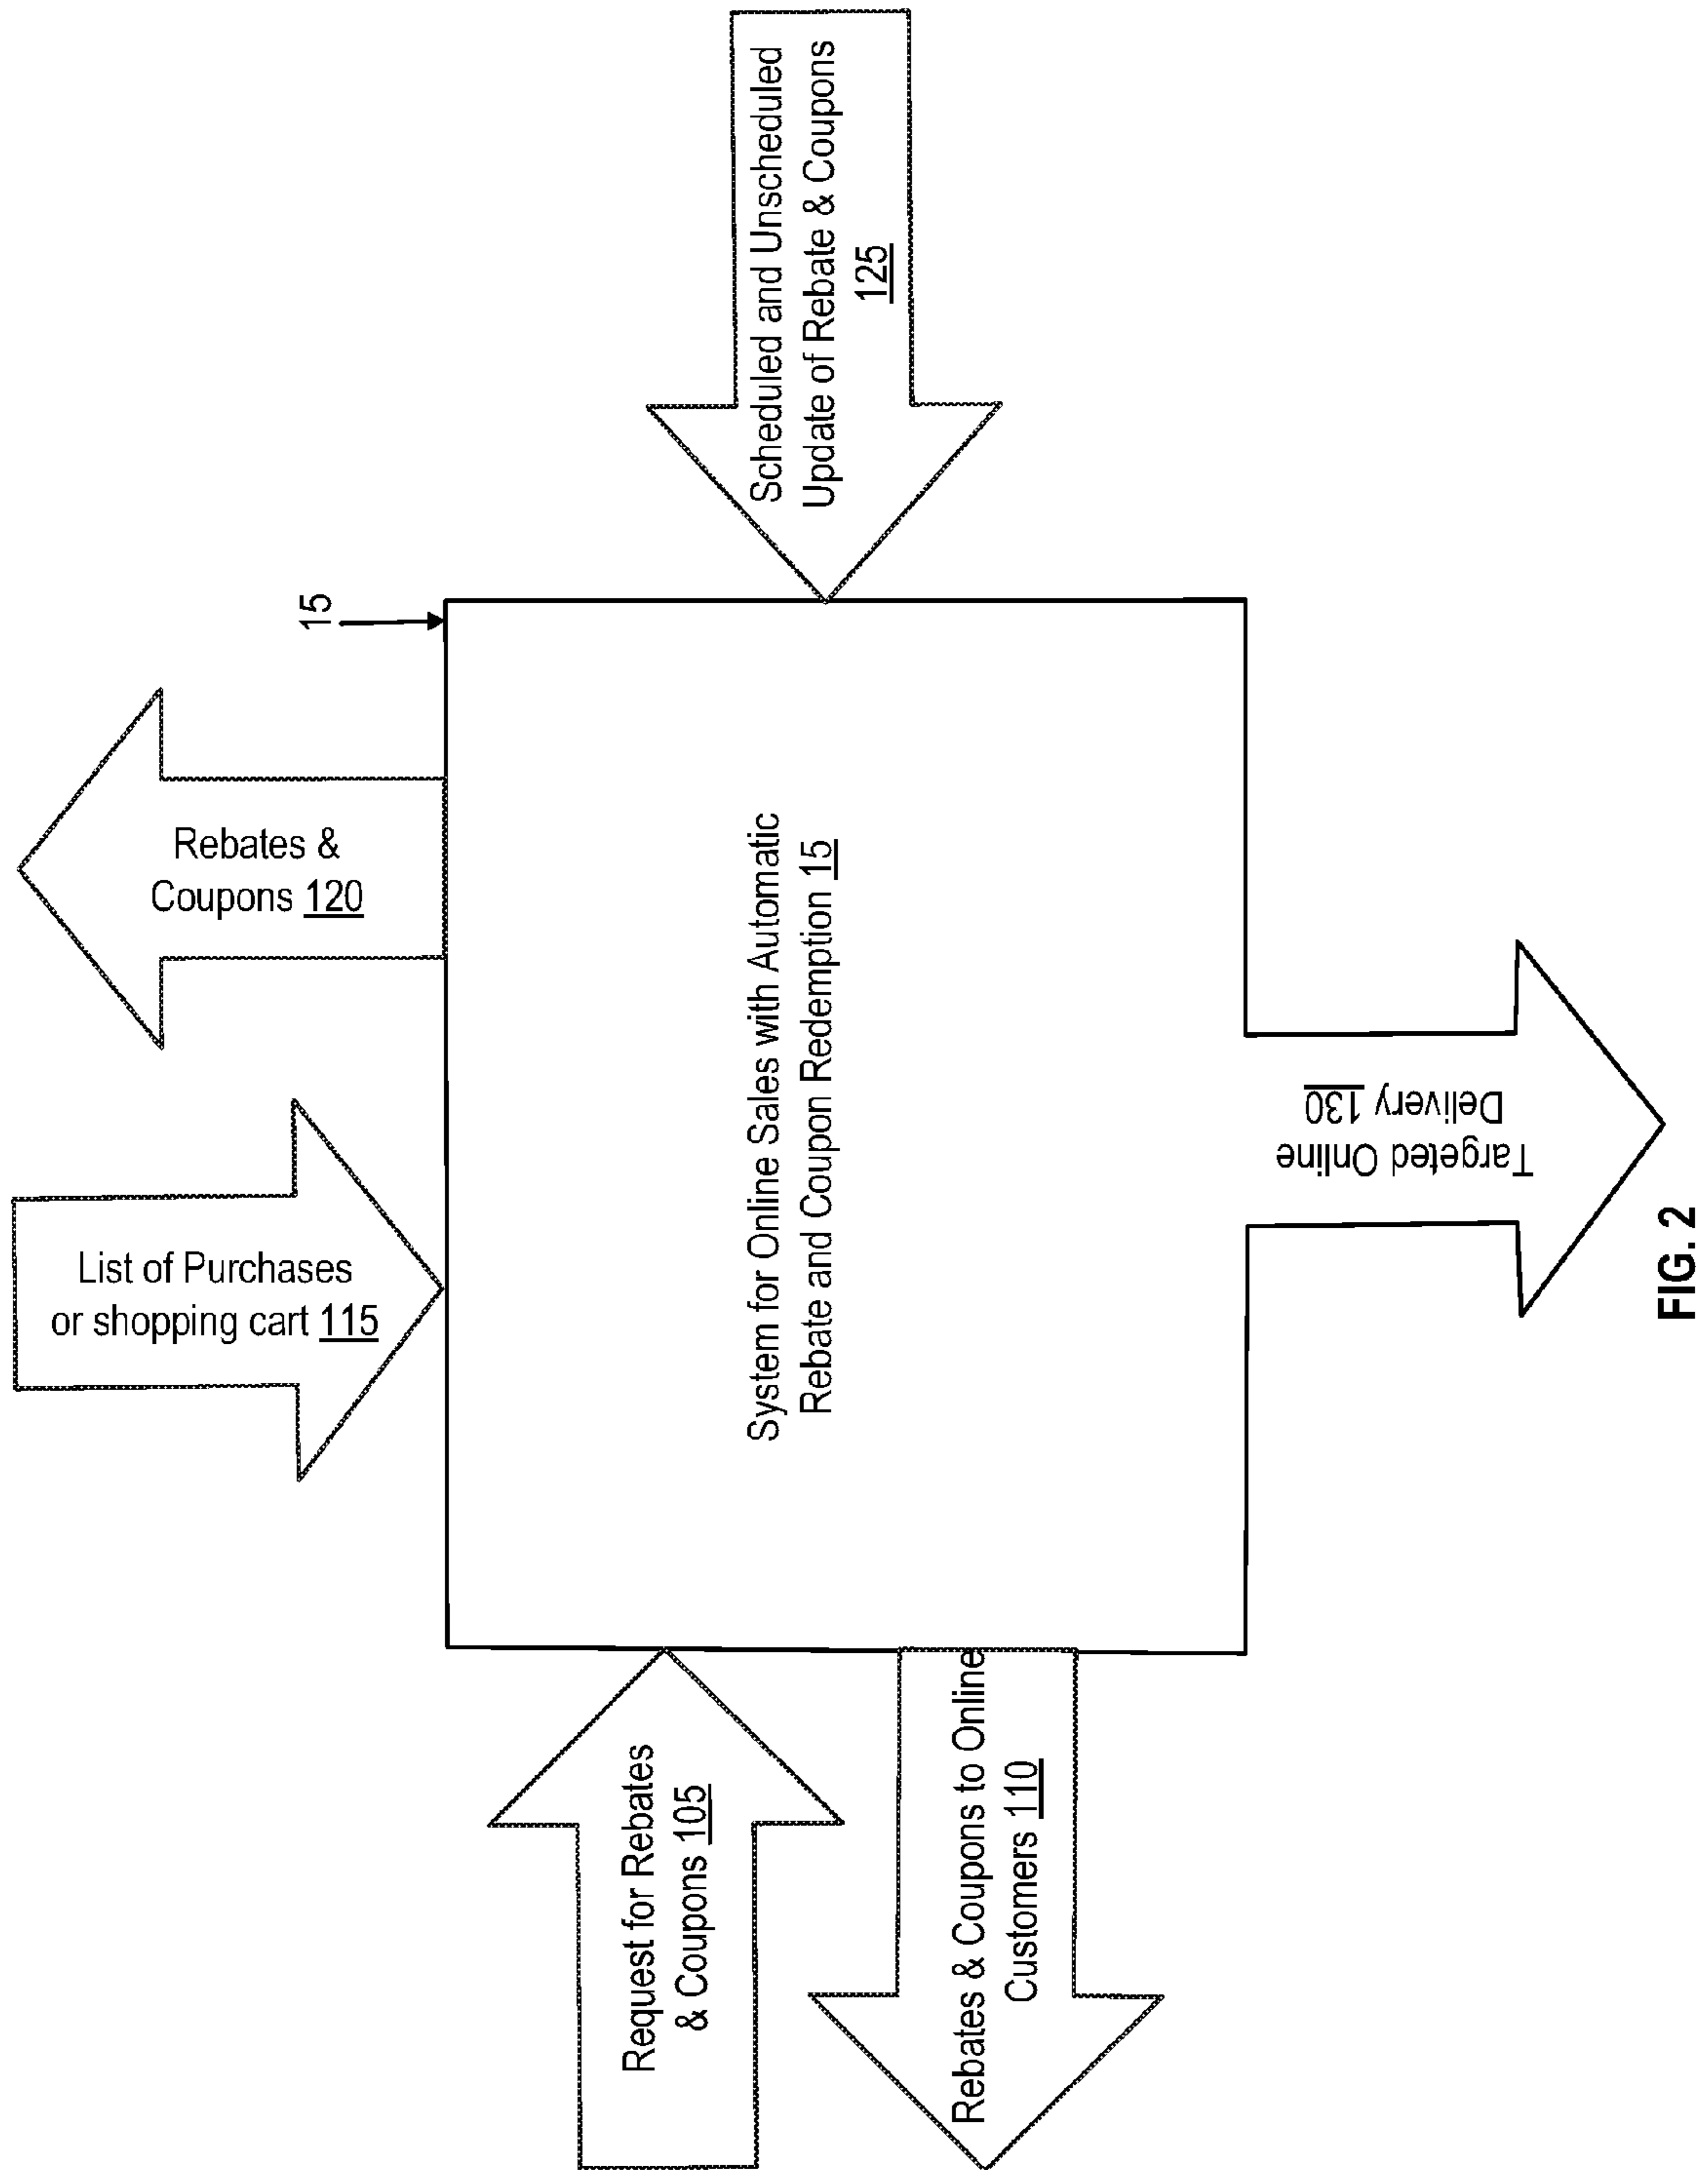 15
Rebates &
Coupons 120
List of Purchases
or shopping cart 115
Scheduled and Unscheduled
Update of Rebate & Coupons
125
System for Online Sales with Automatic
Rebate and Coupon Redemption 15
Request for Rebates
& Coupons 105
Rebates & Coupons to Online
Customers 110
Targeted Online
Delivery 130
FIG. 2